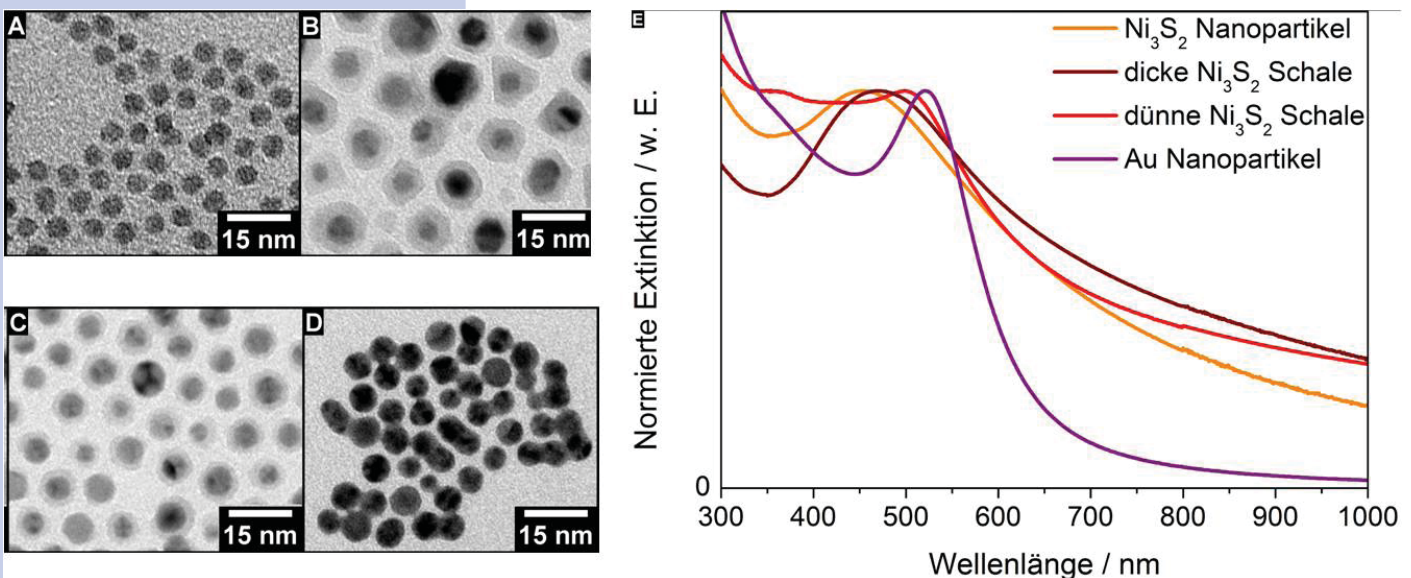 A
15 nm
B
15 nm
C
15 nm
D
15 nm
E
Ni₃S₂ Nanopartikel
dicke Ni₃S₂ Schale
dünne Ni₃S₂ Schale
Au Nanopartikel
Normierte Extinktion / w. E.
0
300 400 500 600 700 800 900 1000
Wellenlänge / nm